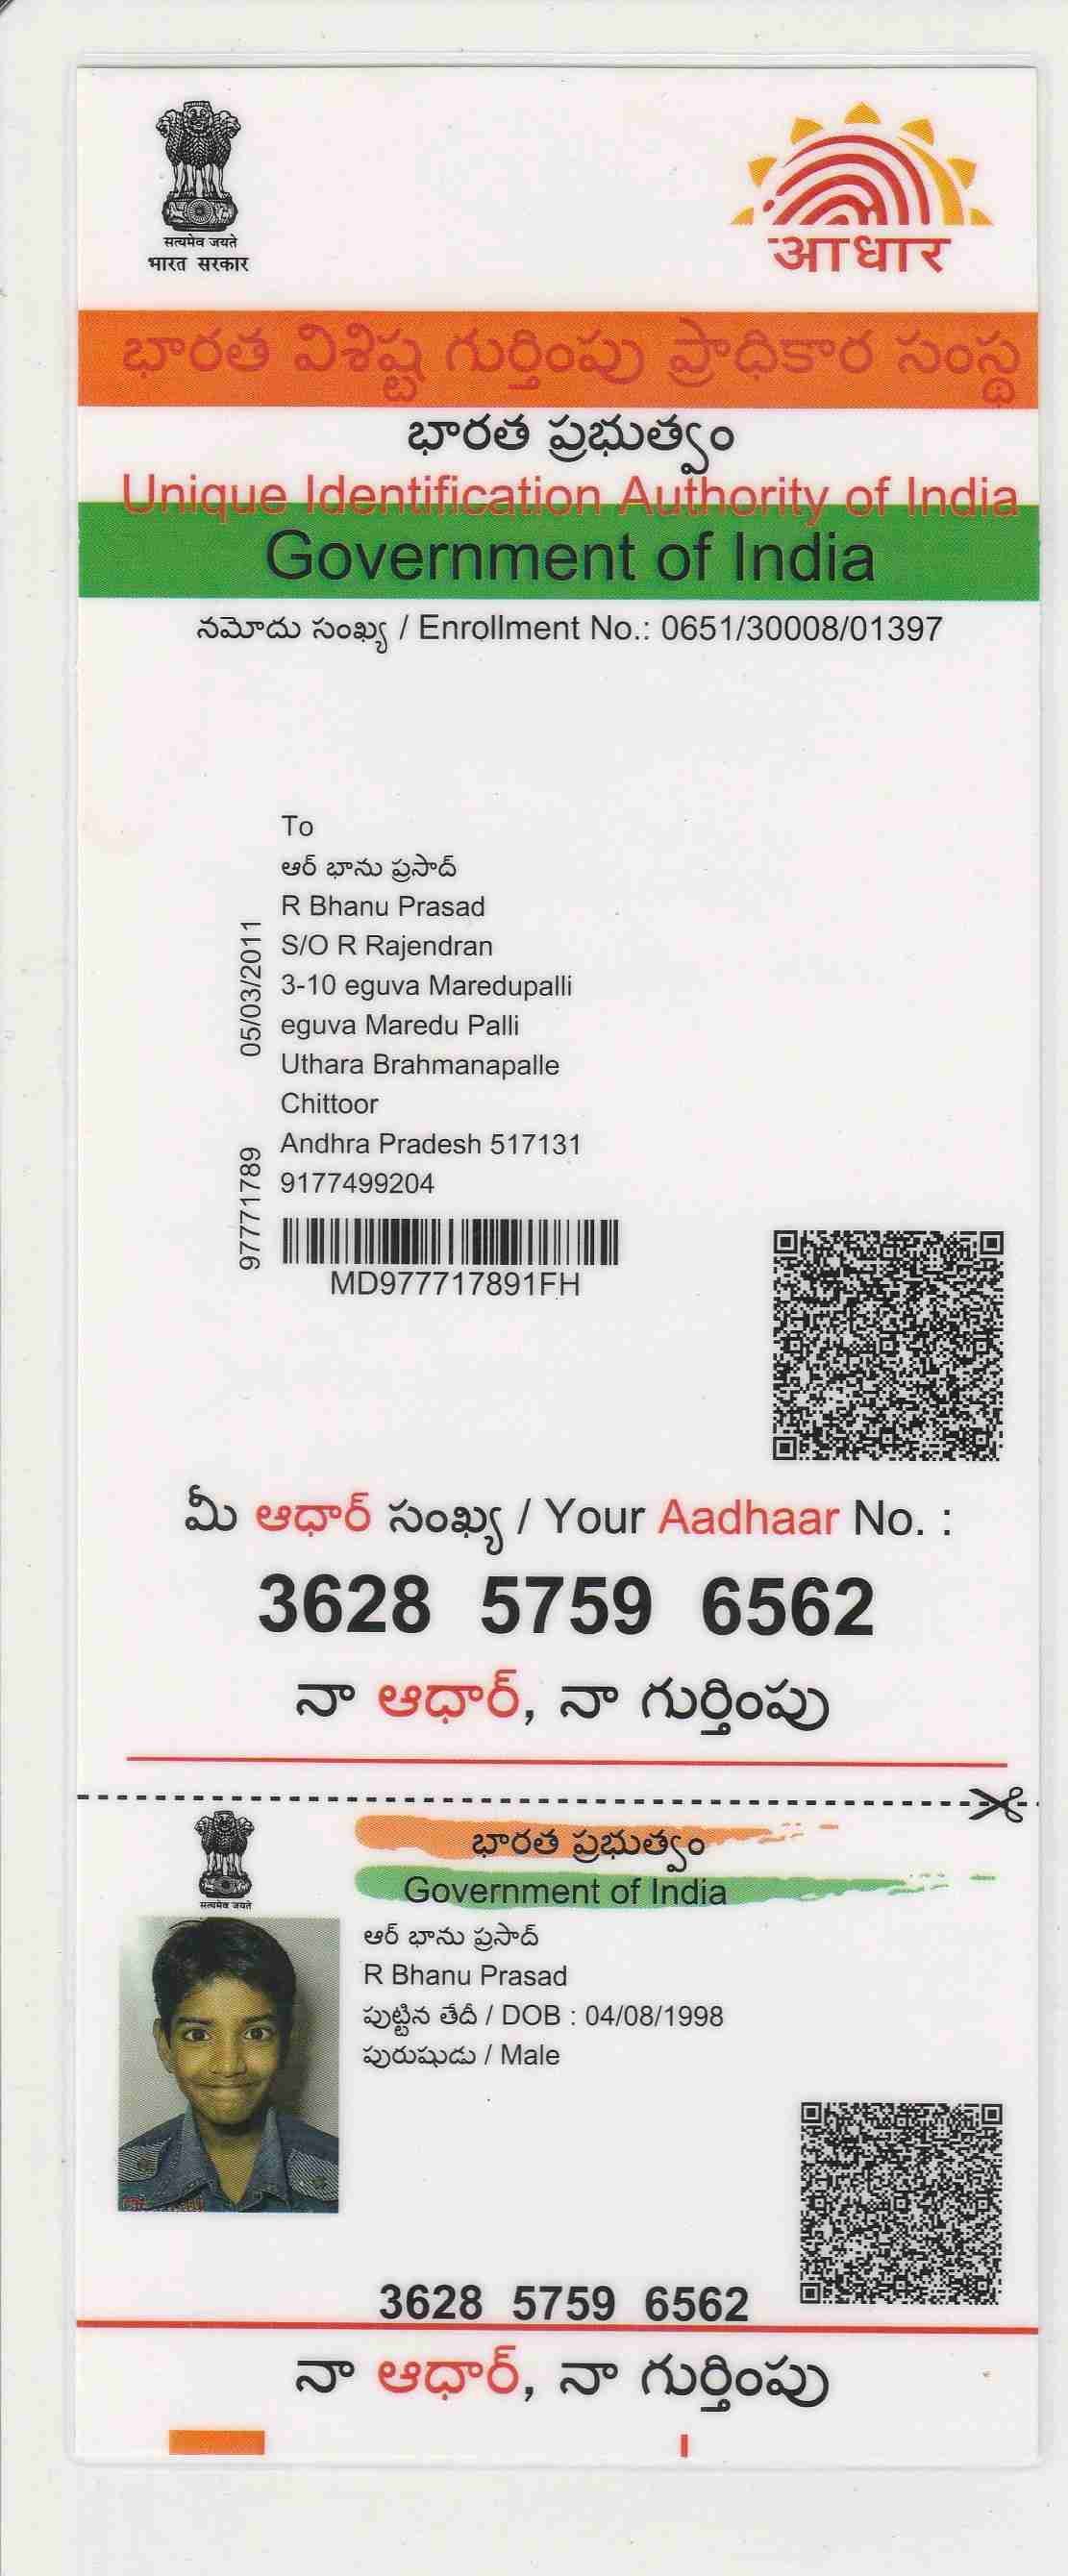 सत्यमेव जयते
भारत सरकार
आधार
భారత విశిష్ట గుర్తింపు ప్రాధికార సంస్థ
భారత ప్రభుత్వం
Unique Identification Authority of India
Government of India
నమోదు సంఖ్య / Enrollment No.: 0651/30008/01397
To
ఆర్ భాను ప్రసాద్
R Bhanu Prasad
S/O R Rajendran
3-10 eguva Maredupalli
eguva Maredu Palli
Uthara Brahmanapalle
Chittoor
Andhra Pradesh 517131
9177499204
05/03/2011
97771789
MD977717891FH
మీ ఆధార్ సంఖ్య / Your Aadhaar No. :
3628 5759 6562
నా ఆధార్, నా గుర్తింపు
सत्यमेव जयते
భారత ప్రభుత్వం
Government of India
ఆర్ భాను ప్రసాద్
R Bhanu Prasad
పుట్టిన తేదీ / DOB : 04/08/1998
పురుషుడు / Male
3628 5759 6562
నా ఆధార్, నా గుర్తింపు